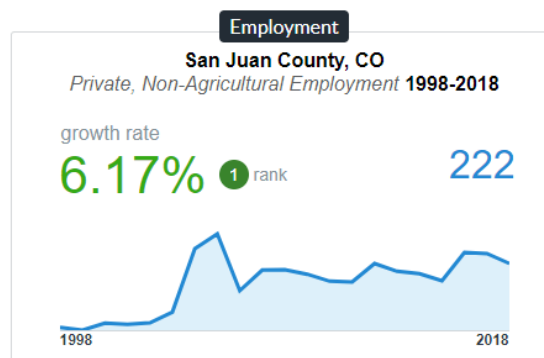 Employment
San Juan County, CO
Private, Non-Agricultural Employment 1998-2018
growth rate
6.17% 1 rank 222
1998 2018